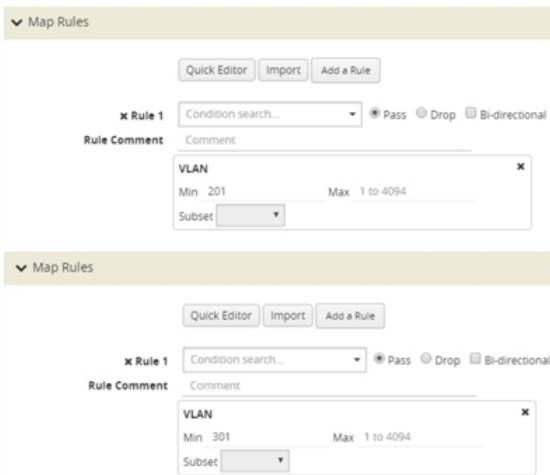 Map Rules
Quick Editor Import Add a Rule
x Rule 1 Condition search... Pass Drop Bi-directional
Rule Comment Comment
VLAN x
Min 201 Max 1 to 4094
Subset
Map Rules
Quick Editor Import Add a Rule
x Rule 1 Condition search... Pass Drop Bi-directional
Rule Comment Comment
VLAN x
Min 301 Max 1 to 4094
Subset